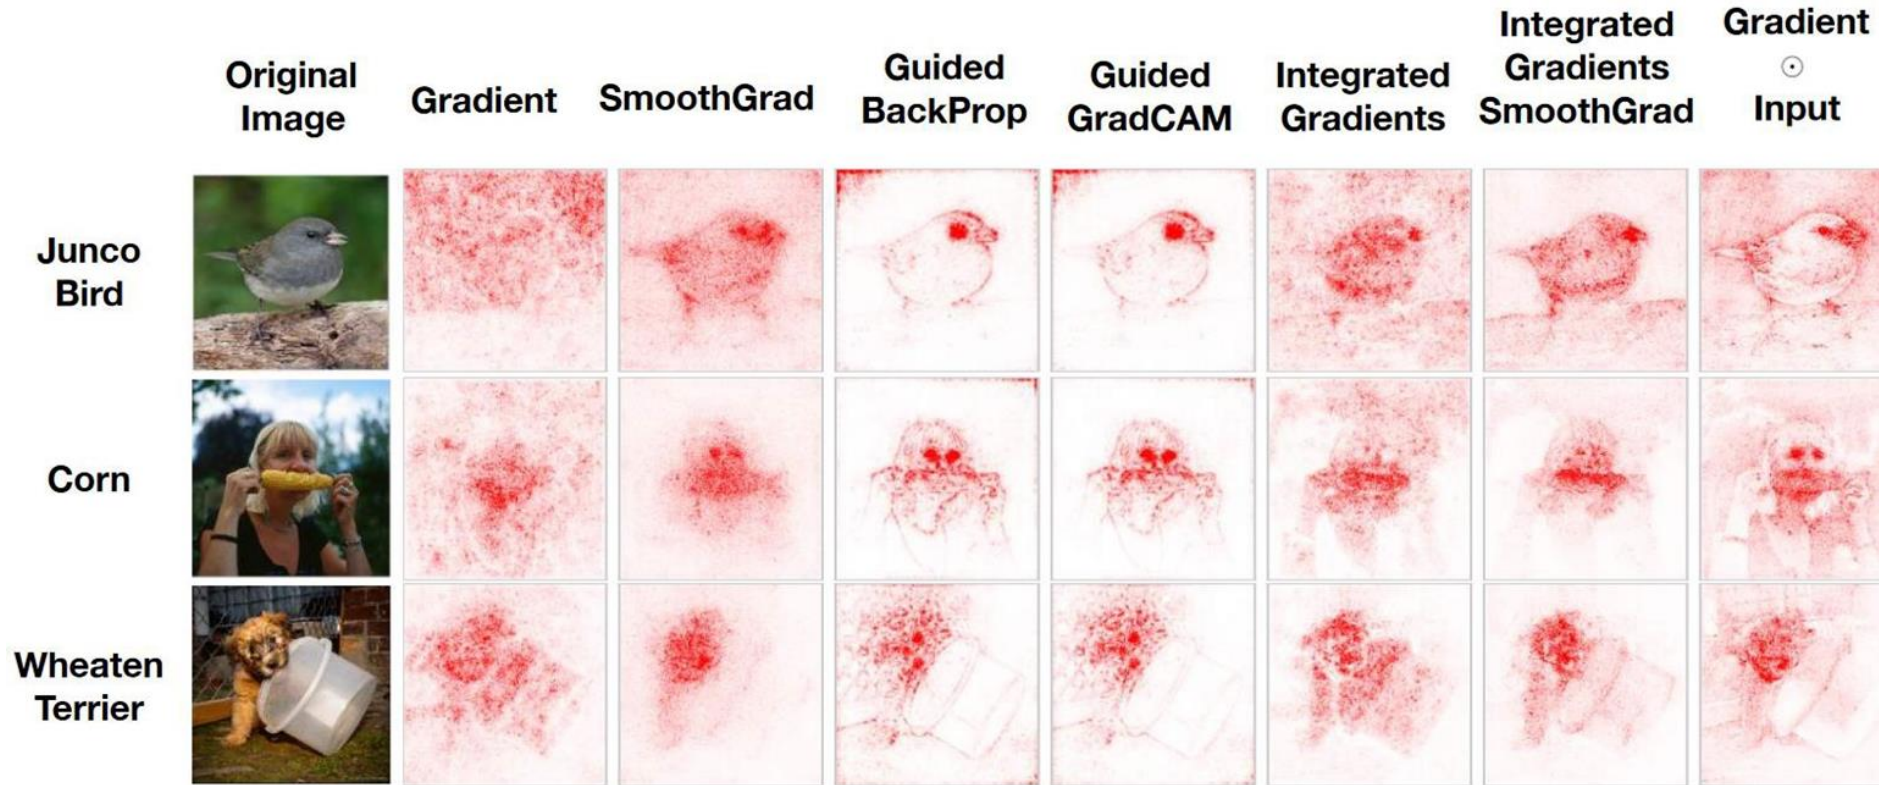 Original
Image
Gradient
SmoothGrad
Guided
BackProp
Guided
GradCAM
Integrated
Gradients
Integrated
Gradients
SmoothGrad
Gradient
⊙
Input
Junco
Bird
Corn
Wheaten
Terrier